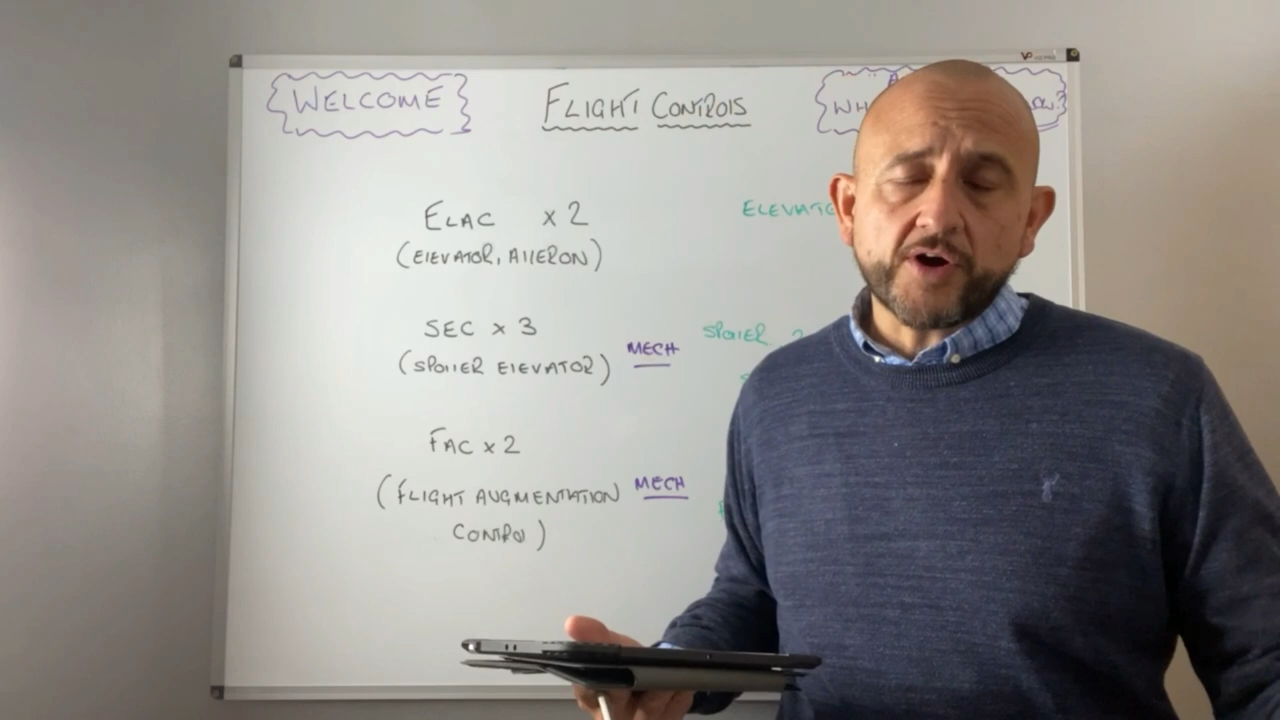 WELCOME
FLIGHT CONTROLS
WH
ELAC x 2
(ELEVATOR, AILERON)
ELEVATO
SEC x 3
(SPOILER ELEVATOR)
MECH
SPOILER
FAC x 2
(FLIGHT AUGMENTATION
CONTROL)
MECH